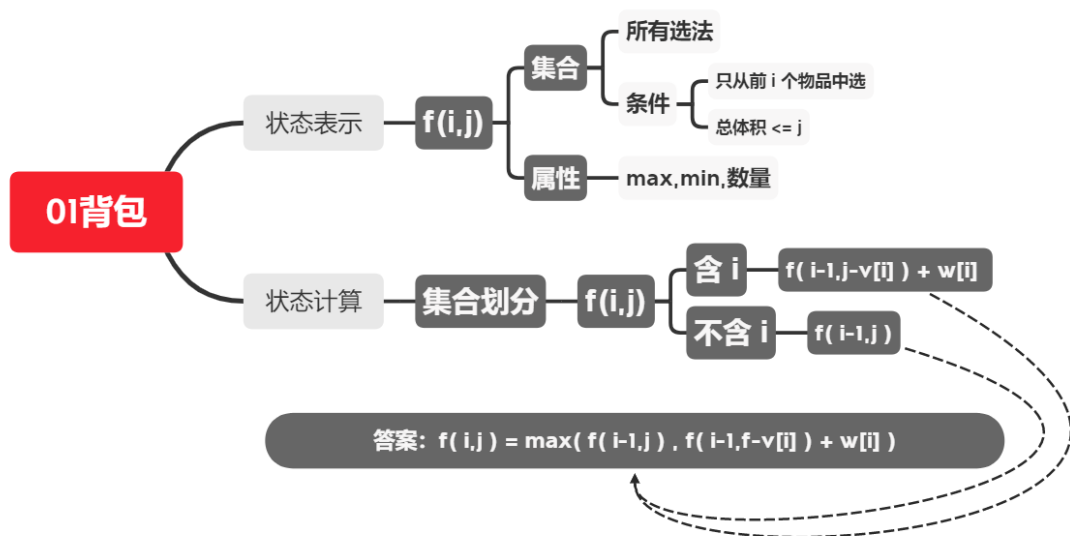 01背包
状态表示
f(i,j)
集合
所有选法
条件
只从前 i 个物品中选
总体积 <= j
属性
max,min,数量
状态计算
集合划分
f(i,j)
含 i
f( i-1,j-v[i] ) + w[i]
不含 i
f( i-1,j )
答案：f( i,j ) = max( f( i-1,j ) , f( i-1,f-v[i] ) + w[i] )